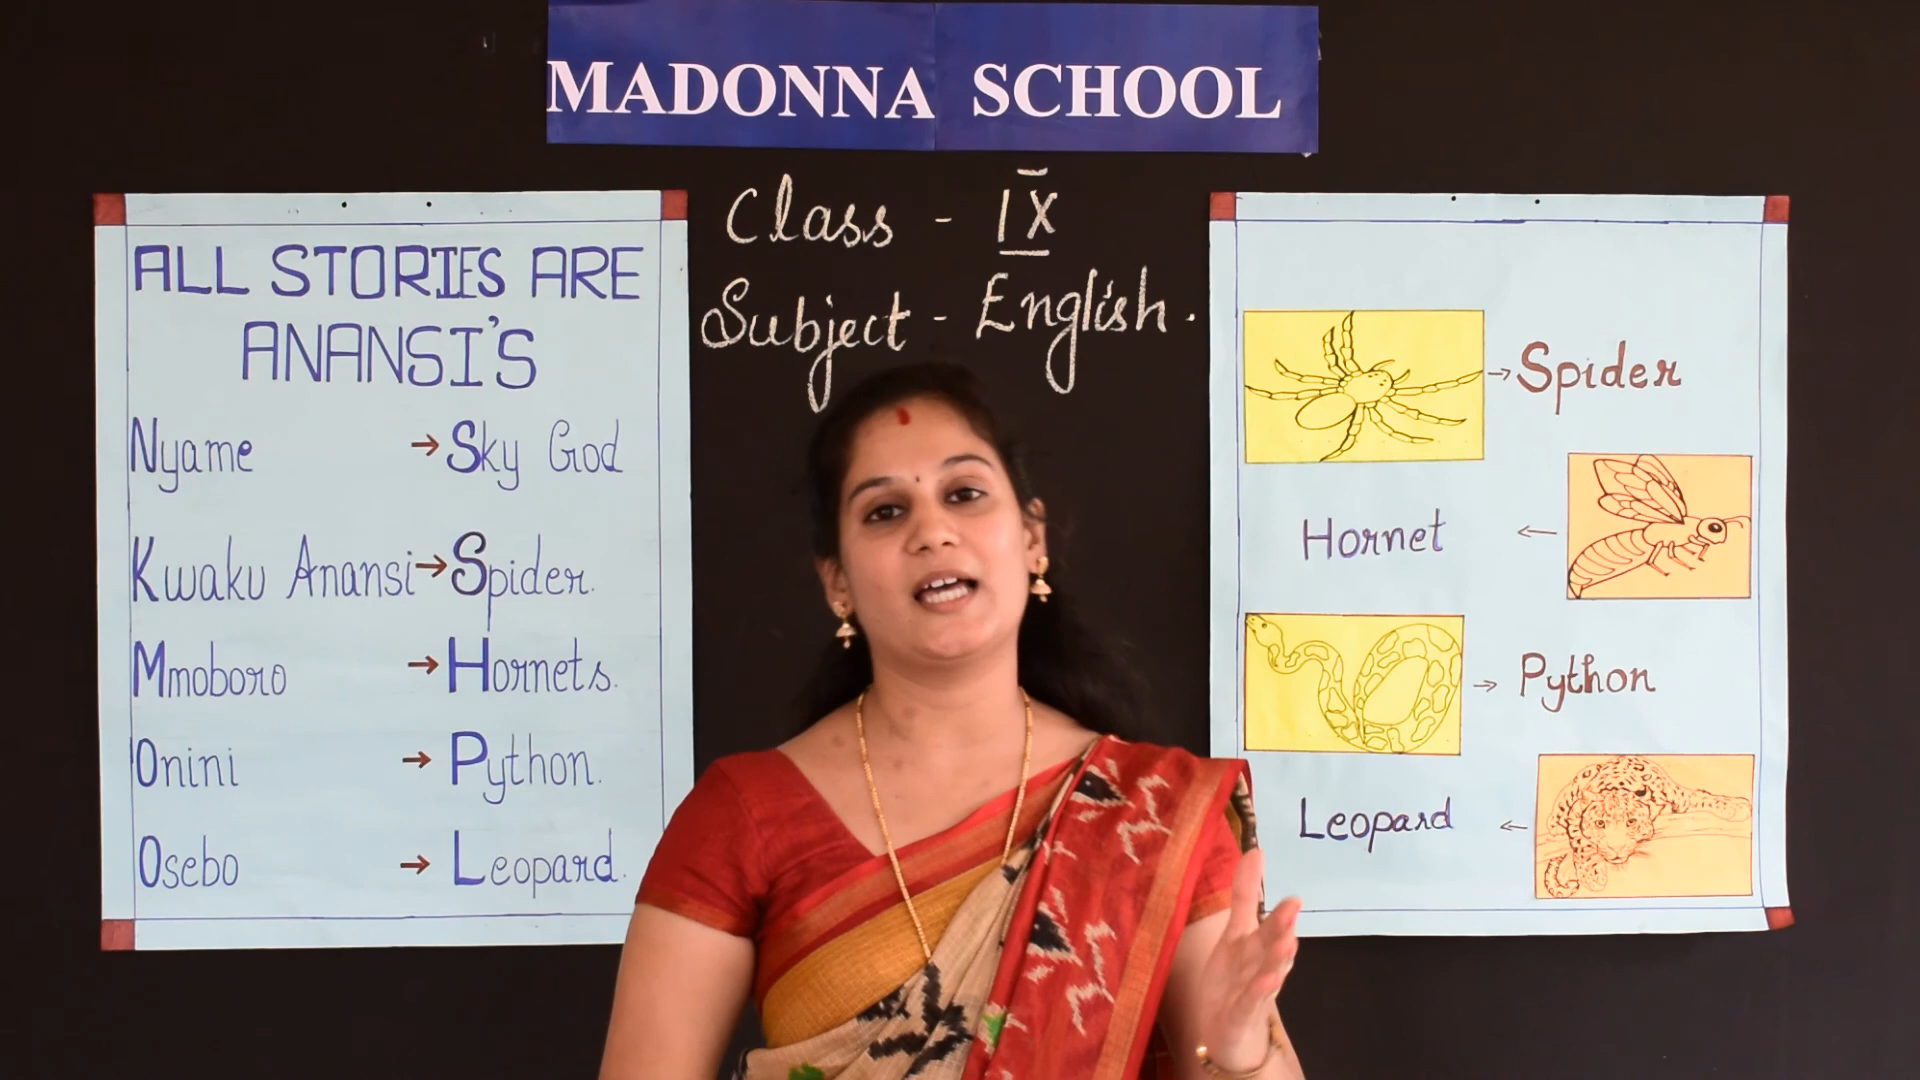 MADONNA SCHOOL
Class - IX
Subject - English.
ALL STORIES ARE
ANANSI'S
Nyame → Sky God
Kwaku Anansi → Spider.
Mmoboro → Hornets.
Onini → Python.
Osebo → Leopard.
→ Spider
Hornet ←
→ Python
Leopard ←